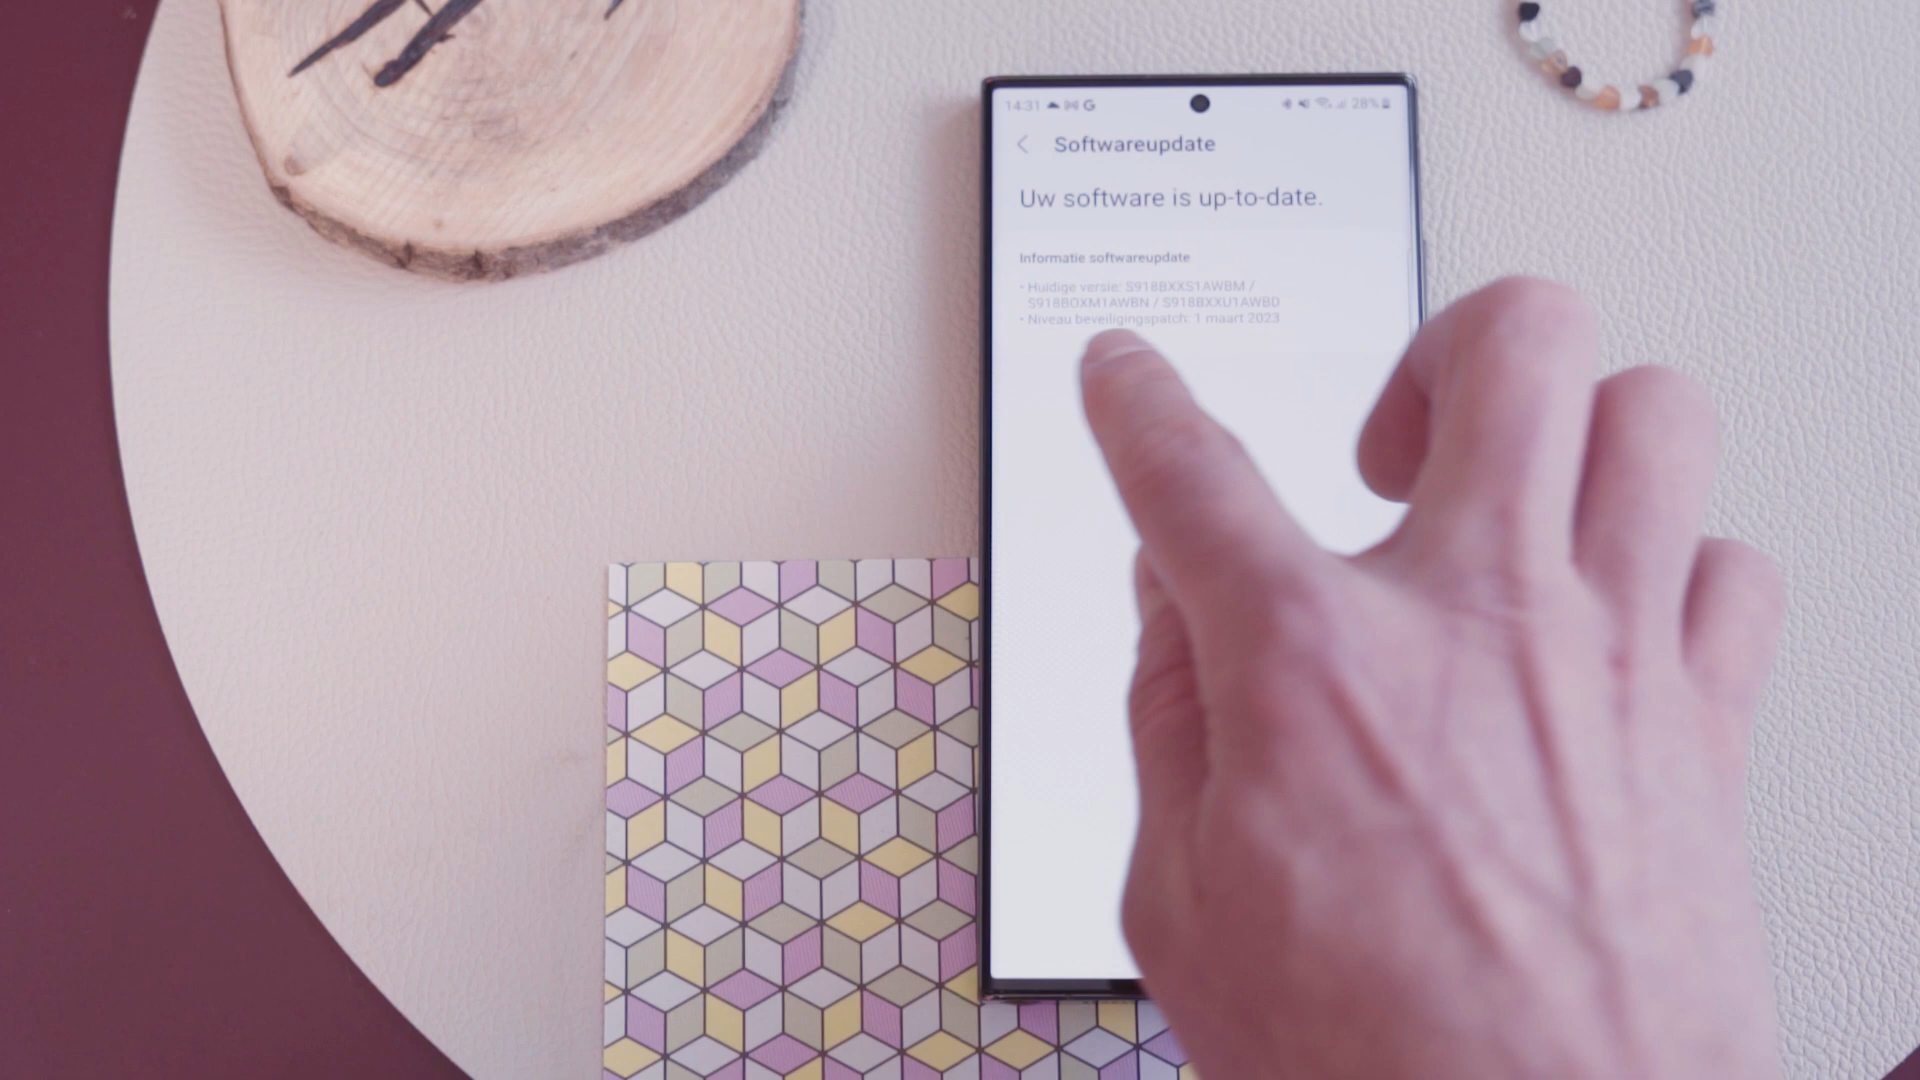 14:31 G 28%
Softwareupdate
Uw software is up-to-date.
Informatie softwareupdate
• Huidige versie: S918BXXS1AWBM /
S918BOXM1AWBN / S918BXXU1AWBD
• Niveau beveiligingspatch: 1 maart 2023